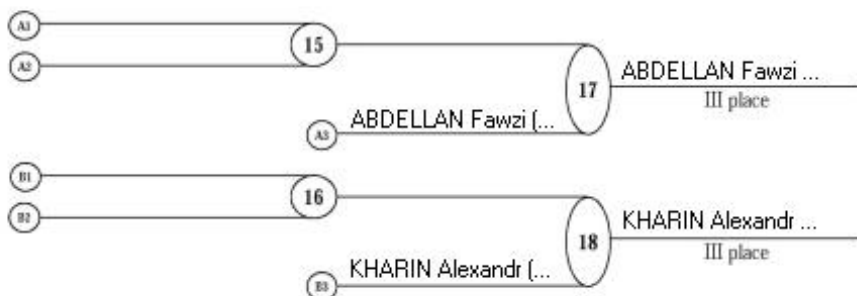 A1
15
A2
17
ABDELLAN Fawzi ...
III place
A3
ABDELLAN Fawzi (...
B1
16
B2
18
KHARIN Alexandr ...
III place
B3
KHARIN Alexandr (...